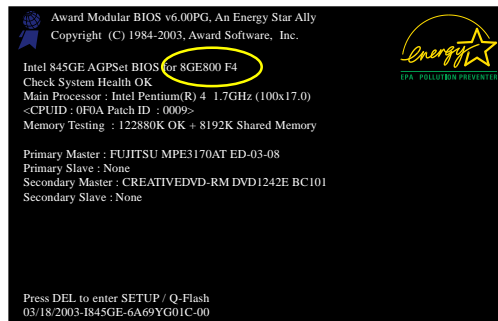 Award Modular BIOS v6.00PG, An Energy Star Ally
Copyright (C) 1984-2003, Award Software, Inc.
energy
EPA POLLUTION PREVENTER
Intel 845GE AGPSet BIOS for 8GE800 F4
Check System Health OK
Main Processor : Intel Pentium(R) 4 1.7GHz (100x17.0)
<CPUID : 0F0A Patch ID : 0009>
Memory Testing : 122880K OK + 8192K Shared Memory
Primary Master : FUJITSU MPE3170AT ED-03-08
Primary Slave : None
Secondary Master : CREATIVEDVD-RM DVD1242E BC101
Secondary Slave : None
Press DEL to enter SETUP / Q-Flash
03/18/2003-I845GE-6A69YG01C-00